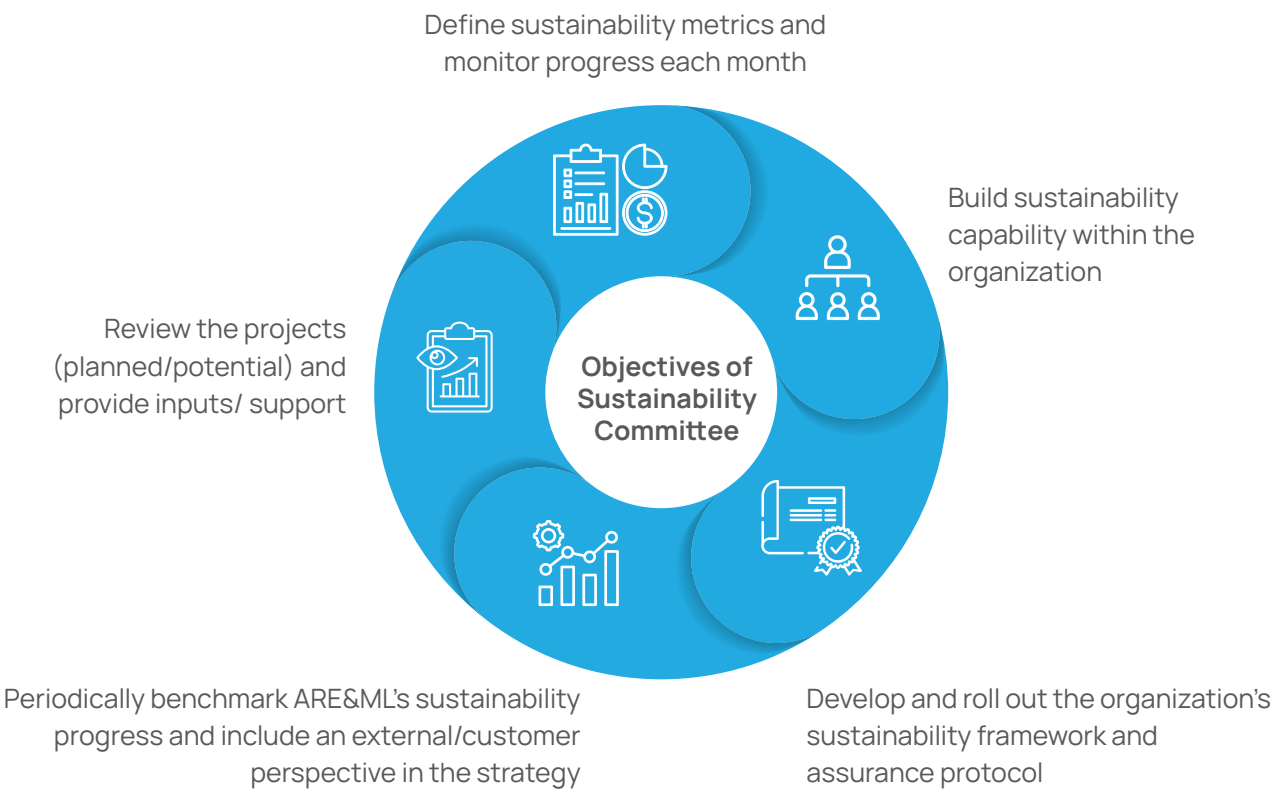 Define sustainability metrics and
monitor progress each month
Build sustainability
capability within the
organization
Review the projects
(planned/potential) and
provide inputs/ support
Objectives of
Sustainability
Committee
$
Periodically benchmark ARE&ML’s sustainability
progress and include an external/customer
perspective in the strategy
Develop and roll out the organization’s
sustainability framework and
assurance protocol